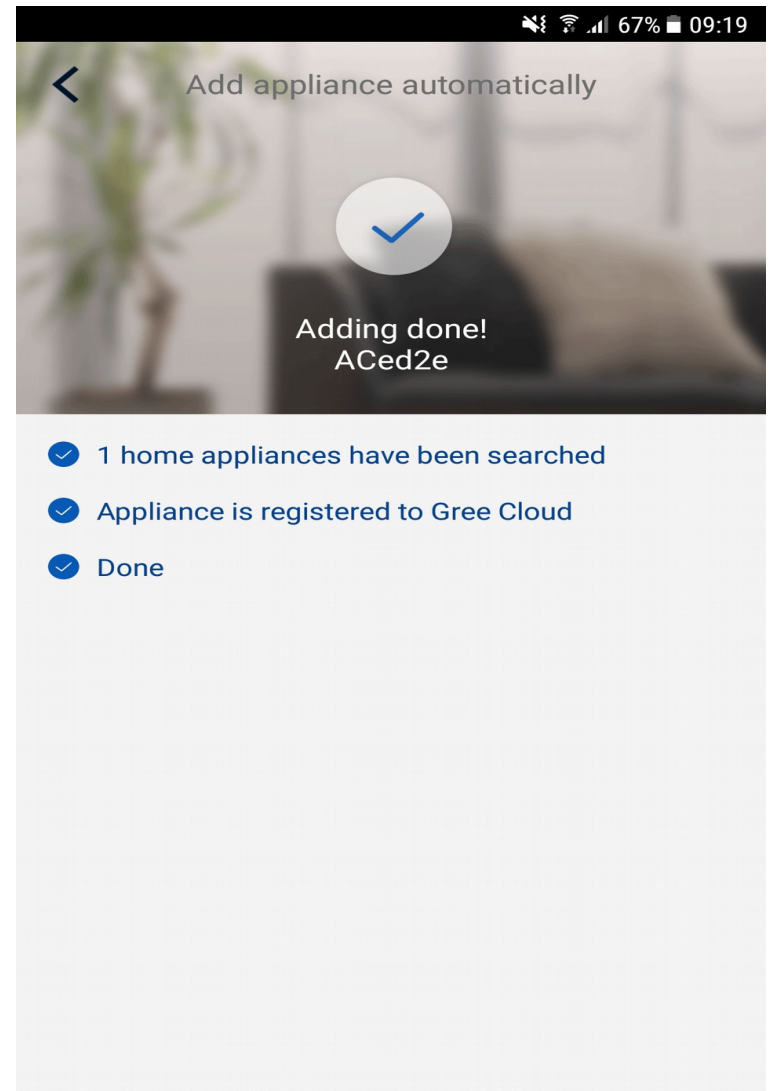 67% 09:19
Add appliance automatically
Adding done!
ACed2e
1 home appliances have been searched
Appliance is registered to Gree Cloud
Done